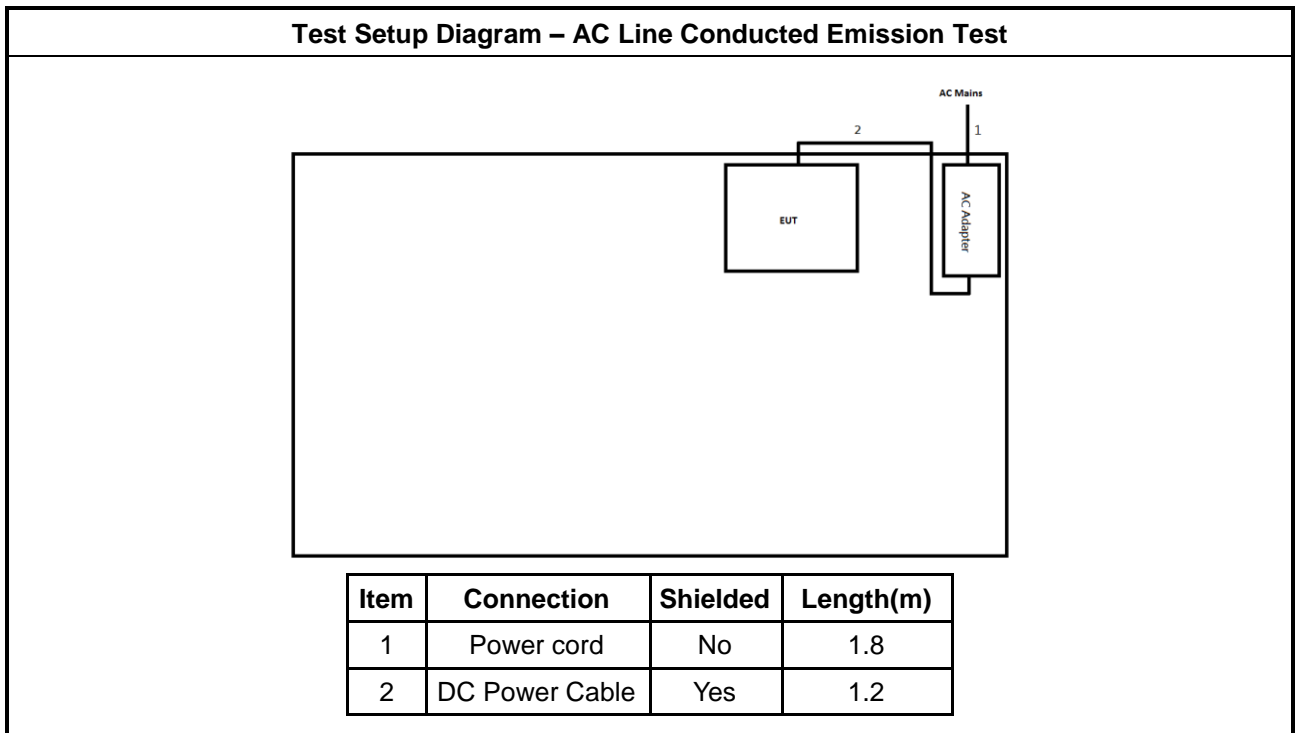 Test Setup Diagram – AC Line Conducted Emission Test
AC Mains
2
1
EUT
AC Adapter
Item Connection Shielded Length(m)
1 Power cord No 1.8
2 DC Power Cable Yes 1.2